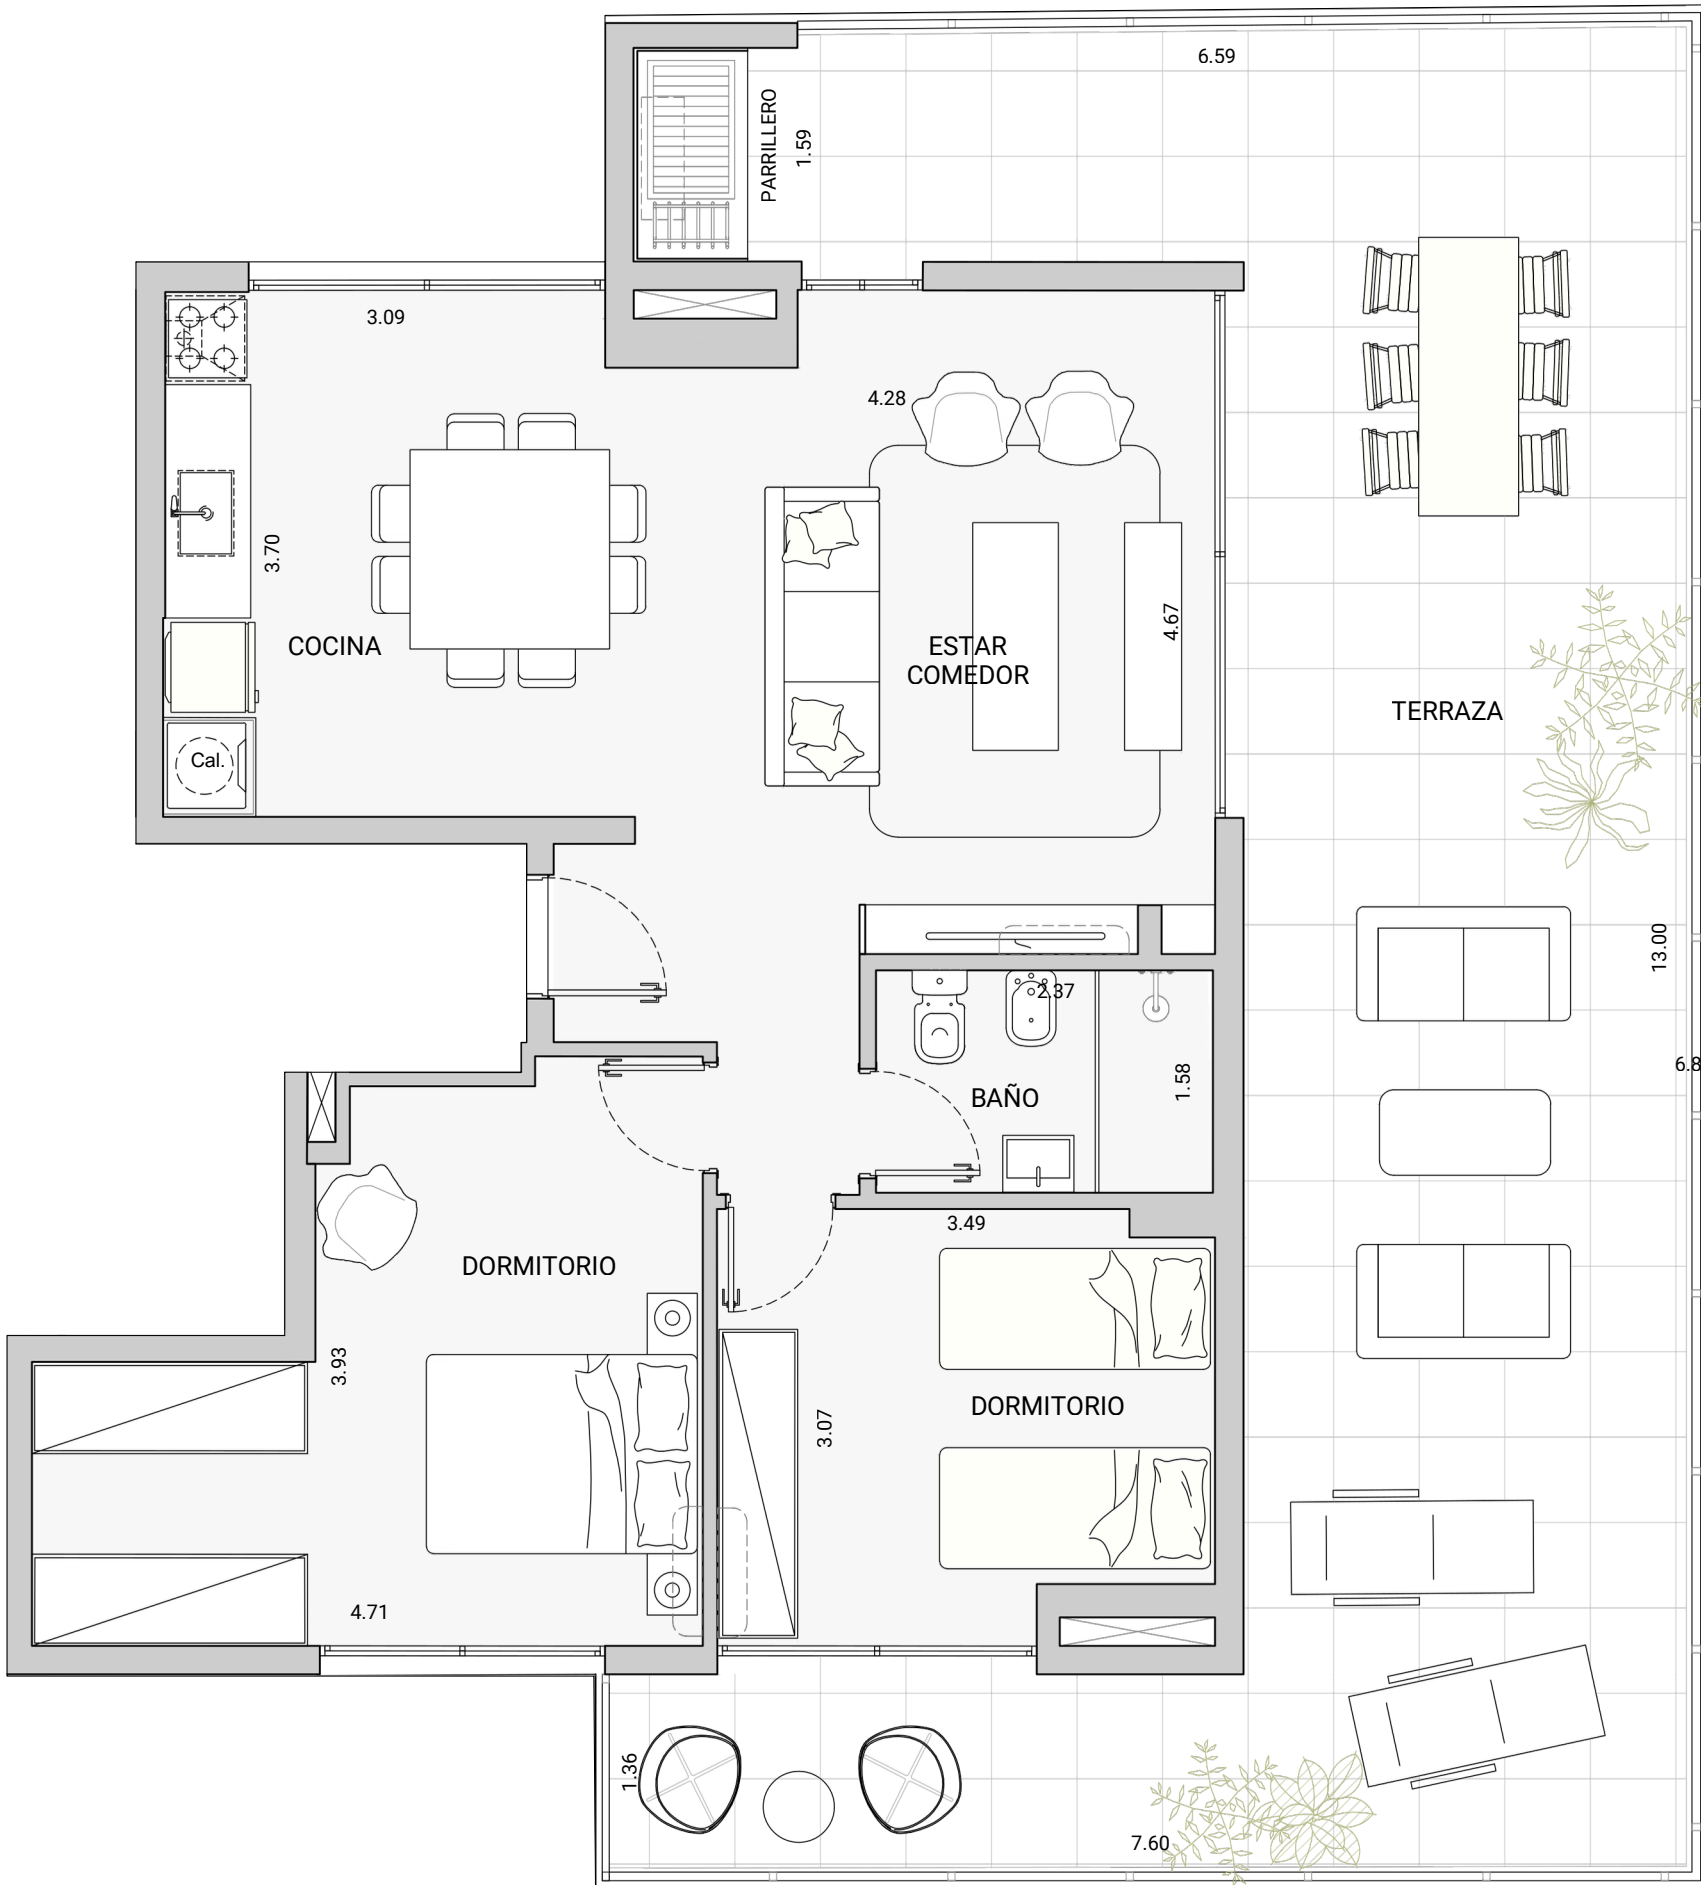 6.59
PARRILLERO
1.59
3.09
4.28
3.70
COCINA
ESTAR
COMEDOR
4.67
TERRAZA
Cal.
13.00
2.37
6.8
1.58
BAÑO
3.49
DORMITORIO
3.93
DORMITORIO
3.07
4.71
1.36
7.60